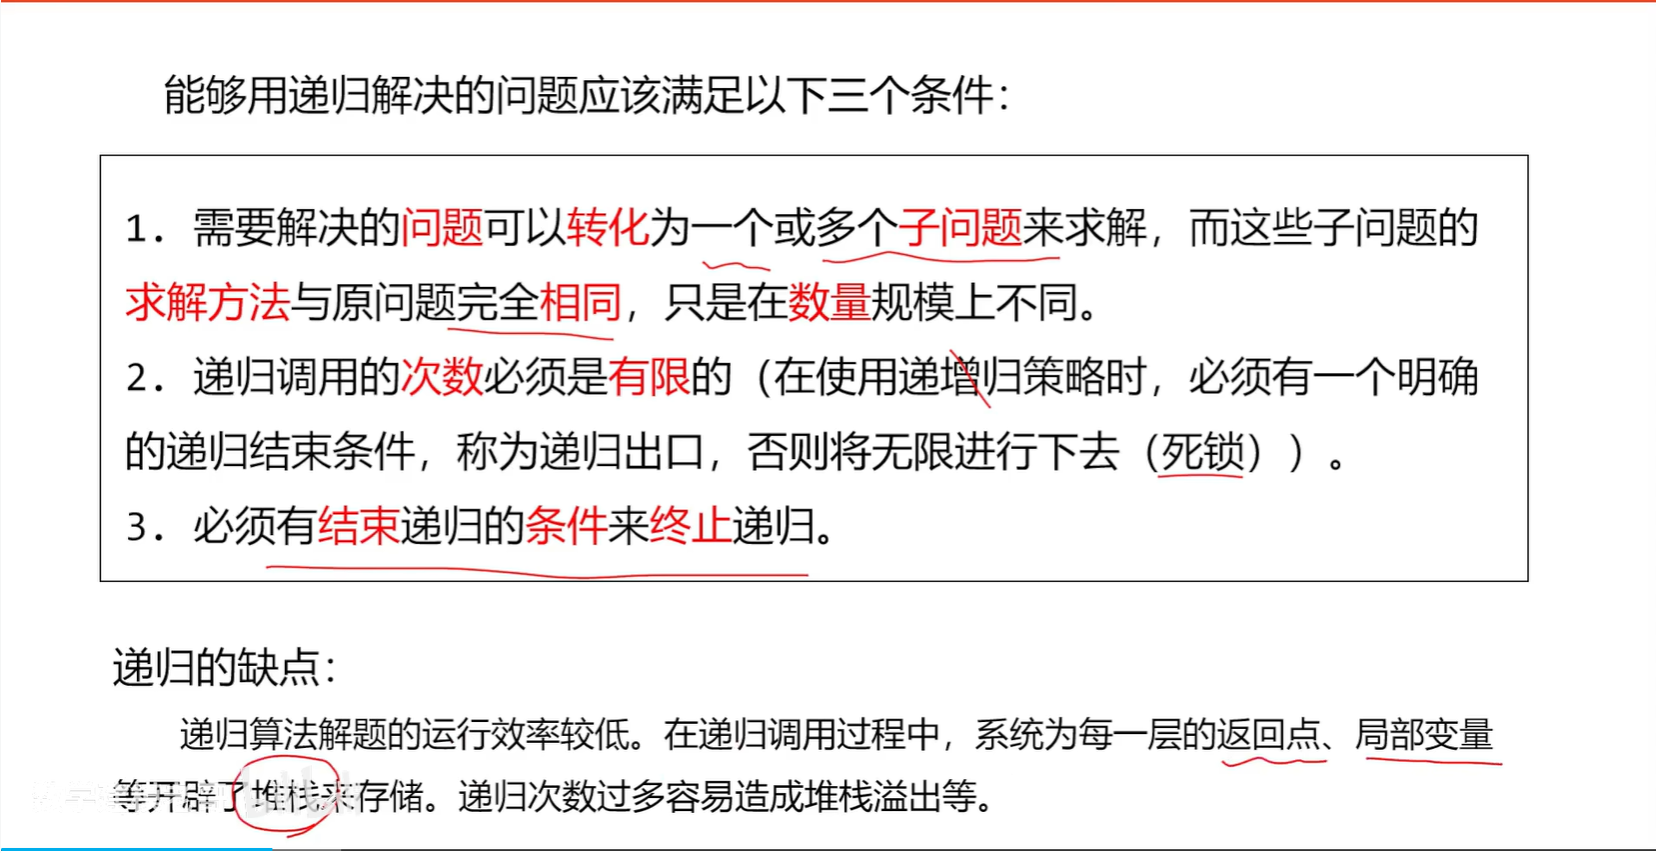 能够用递归解决的问题应该满足以下三个条件：
1. 需要解决的问题可以转化为一个或多个子问题来求解，而这些子问题的
求解方法与原问题完全相同，只是在数量规模上不同。
2. 递归调用的次数必须是有限的（在使用递增归策略时，必须有一个明确
的递归结束条件，称为递归出口，否则将无限进行下去（死锁））。
3. 必须有结束递归的条件来终止递归。
递归的缺点：
递归算法解题的运行效率较低。在递归调用过程中，系统为每一层的返回点、局部变量
等开辟了堆栈来存储。递归次数过多容易造成堆栈溢出等。